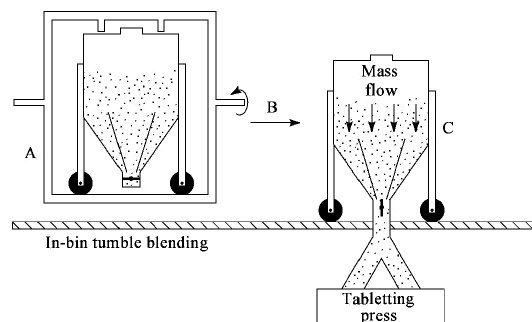 Mass
flow
B
C
A
In-bin tumble blending
Tabletting
press